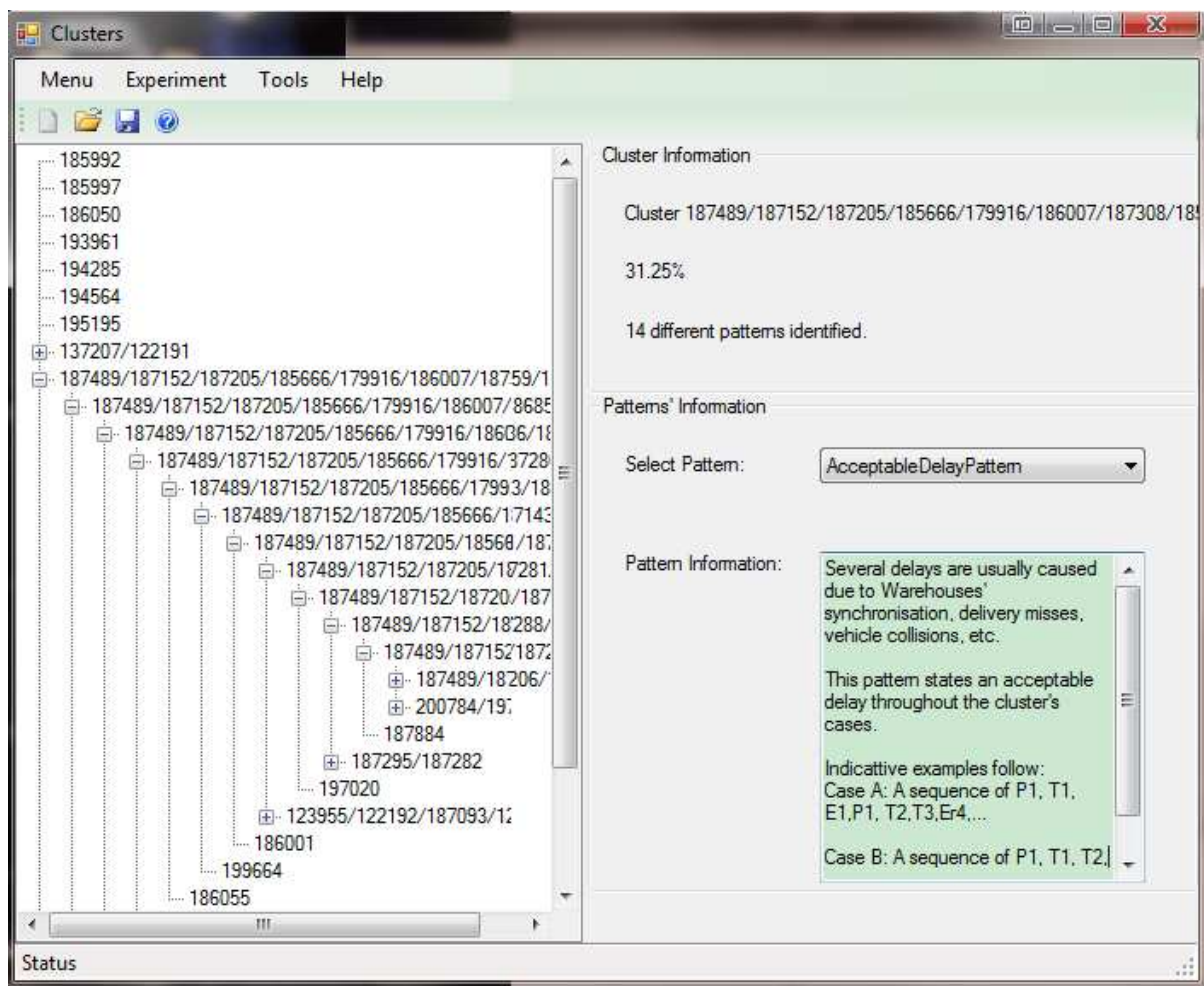 Clusters
Menu Experiment Tools Help
185992
185997
186050
193961
194285
194564
195195
137207/122191
187489/187152/187205/185666/179916/186007/18759/1
187489/187152/187205/185666/179916/186007/8685
187489/187152/187205/185666/179916/18606/18
187489/187152/187205/185666/179916/3728
187489/187152/187205/185666/17993/18
187489/187152/187205/185666/17143
187489/187152/187205/18566/187
187489/187152/187205/187281
187489/187152/18720/187
187489/187152/18288/
187489/1871521872
187489/18206/
200784/197
187884
187295/187282
197020
123955/122192/187093/12
186001
199664
186055
Cluster Information
Cluster 187489/187152/187205/185666/179916/186007/187308/185
31.25%
14 different patterns identified.
Patterns' Information
Select Pattern: AcceptableDelayPattern
Pattern Information:
Several delays are usually caused
due to Warehouses'
synchronisation, delivery misses,
vehicle collisions, etc.
This pattern states an acceptable
delay throughout the cluster's
cases.
Indicattive examples follow:
Case A: A sequence of P1, T1,
E1,P1, T2,T3,Er4,...
Case B: A sequence of P1, T1, T2,
Status